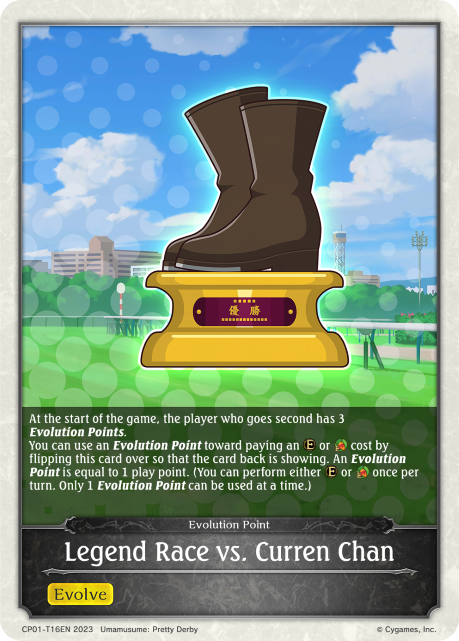 優勝
At the start of the game, the player who goes second has 3
Evolution Points.
You can use an Evolution Point toward paying an E or cost by
flipping this card over so that the card back is showing. An Evolution
Point is equal to 1 play point. (You can perform either E or once per
turn. Only 1 Evolution Point can be used at a time.)
Evolution Point
Legend Race vs. Curren Chan
Evolve
CP01-T16EN 2023 Umamusume: Pretty Derby © Cygames, Inc.